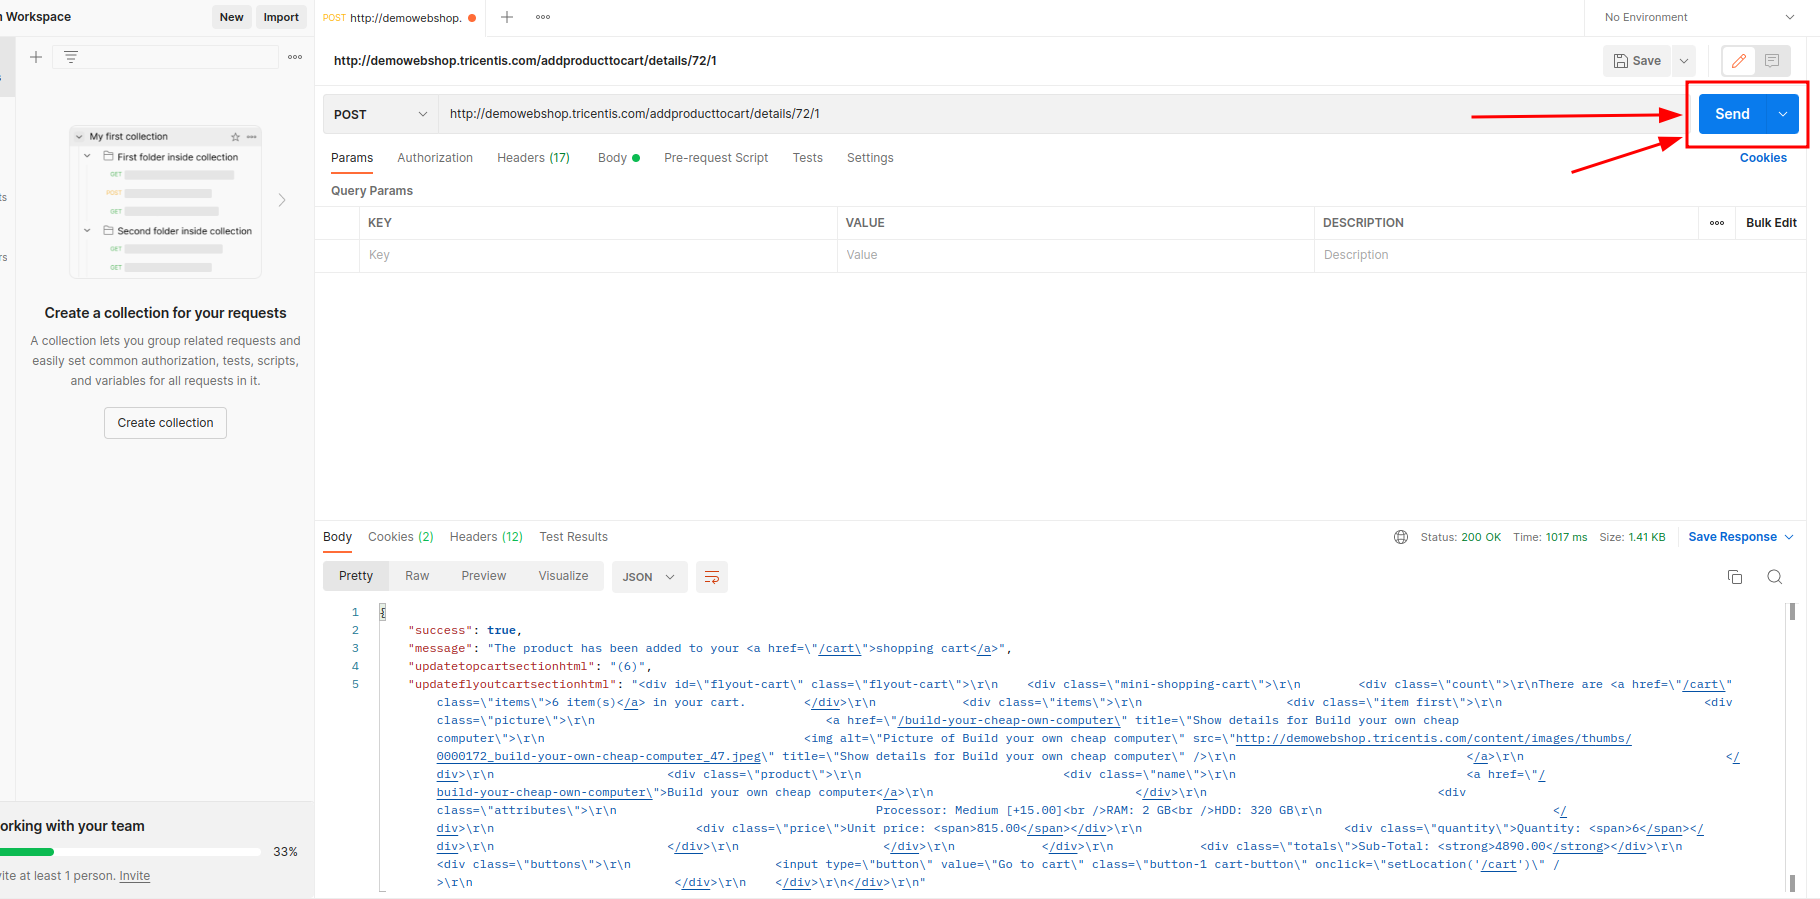 Workspace
New
Import
POST http://demowebshop.
No Environment
http://demowebshop.tricentis.com/addproducttocart/details/72/1
Save
POST
http://demowebshop.tricentis.com/addproducttocart/details/72/1
Send
Params
Authorization
Headers (17)
Body
Pre-request Script
Tests
Settings
Cookies
Query Params
KEY
VALUE
DESCRIPTION
Bulk Edit
Key
Value
Description
My first collection
First folder inside collection
GET
POST
GET
Second folder inside collection
GET
GET
ts
rs
Create a collection for your requests
A collection lets you group related requests and
easily set common authorization, tests, scripts,
and variables for all requests in it.
Create collection
orking with your team
33%
ite at least 1 person. Invite
Body
Cookies (2)
Headers (12)
Test Results
Status: 200 OK
Time: 1017 ms
Size: 1.41 KB
Save Response
Pretty
Raw
Preview
Visualize
JSON
1 {
2 "success": true,
3 "message": "The product has been added to your <a href=\"/cart\">shopping cart</a>",
4 "updatetopcartsectionhtml": "(6)",
5 "updateflyoutcartsectionhtml": "<div id=\"flyout-cart\" class=\"flyout-cart\">\r\n <div class=\"mini-shopping-cart\">\r\n <div class=\"count\">\r\nThere are <a href=\"/cart\"
class=\"items\">6 item(s)</a> in your cart. </div>\r\n <div class=\"items\">\r\n <div class=\"item first\">\r\n <div
class=\"picture\">\r\n <a href=\"/build-your-cheap-own-computer\" title=\"Show details for Build your own cheap
computer\">\r\n <img alt=\"Picture of Build your own cheap computer\" src=\"http://demowebshop.tricentis.com/content/images/thumbs/
0000172_build-your-own-cheap-computer_47.jpeg\" title=\"Show details for Build your own cheap computer\" />\r\n </a>\r\n </
div>\r\n <div class=\"product\">\r\n <div class=\"name\">\r\n <a href=\"/
build-your-cheap-own-computer\">Build your own cheap computer</a>\r\n </div>\r\n <div
class=\"attributes\">\r\n Processor: Medium [+15.00]<br />RAM: 2 GB<br />HDD: 320 GB\r\n </
div>\r\n <div class=\"price\">Unit price: <span>815.00</span></div>\r\n <div class=\"quantity\">Quantity: <span>6</span></
div>\r\n </div>\r\n </div>\r\n </div>\r\n <div class=\"totals\">Sub-Total: <strong>4890.00</strong></div>\r\n
<div class=\"buttons\">\r\n <input type=\"button\" value=\"Go to cart\" class=\"button-1 cart-button\" onclick=\"setLocation('/cart')\" /
>\r\n </div>\r\n </div>\r\n</div>\r\n"